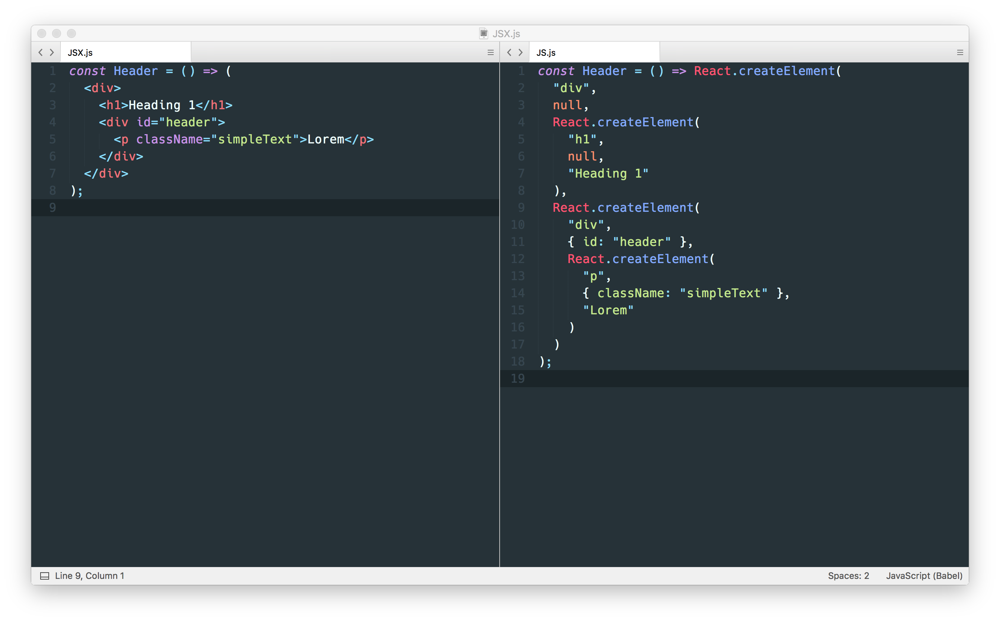 JSX.js
JSX.js
1 const Header = () => (
2   <div>
3     <h1>Heading 1</h1>
4     <div id="header">
5       <p className="simpleText">Lorem</p>
6     </div>
7   </div>
8 );
9
JS.js
1 const Header = () => React.createElement(
2   "div",
3   null,
4   React.createElement(
5     "h1",
6     null,
7     "Heading 1"
8   ),
9   React.createElement(
10     "div",
11     { id: "header" },
12     React.createElement(
13       "p",
14       { className: "simpleText" },
15       "Lorem"
16     )
17   )
18 );
19
Line 9, Column 1
Spaces: 2 JavaScript (Babel)